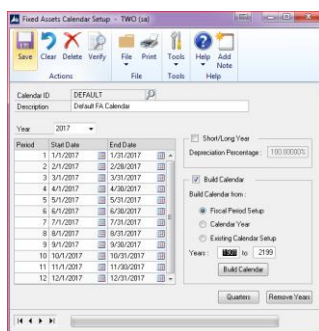 Fixed Assets Calendar Setup - TWO (sa)
Save Clear Delete Verify File Print Tools Help Add Note
Actions File Tools Help
Calendar ID DEFAULT
Description Default FA Calendar
Year 2017
Short/Long Year
Depreciation Percentage : 100.00000%
Period Start Date End Date
1 1/1/2017 1/31/2017
2 2/1/2017 2/28/2017
3 3/1/2017 3/31/2017
4 4/1/2017 4/30/2017
5 5/1/2017 5/31/2017
6 6/1/2017 6/30/2017
7 7/1/2017 7/31/2017
8 8/1/2017 8/31/2017
9 9/1/2017 9/30/2017
10 10/1/2017 10/31/2017
11 11/1/2017 11/30/2017
12 12/1/2017 12/31/2017
Build Calendar
Build Calendar from :
Fiscal Period Setup
Calendar Year
Existing Calendar Setup
Years : to 2199
Build Calendar
Quarters Remove Years